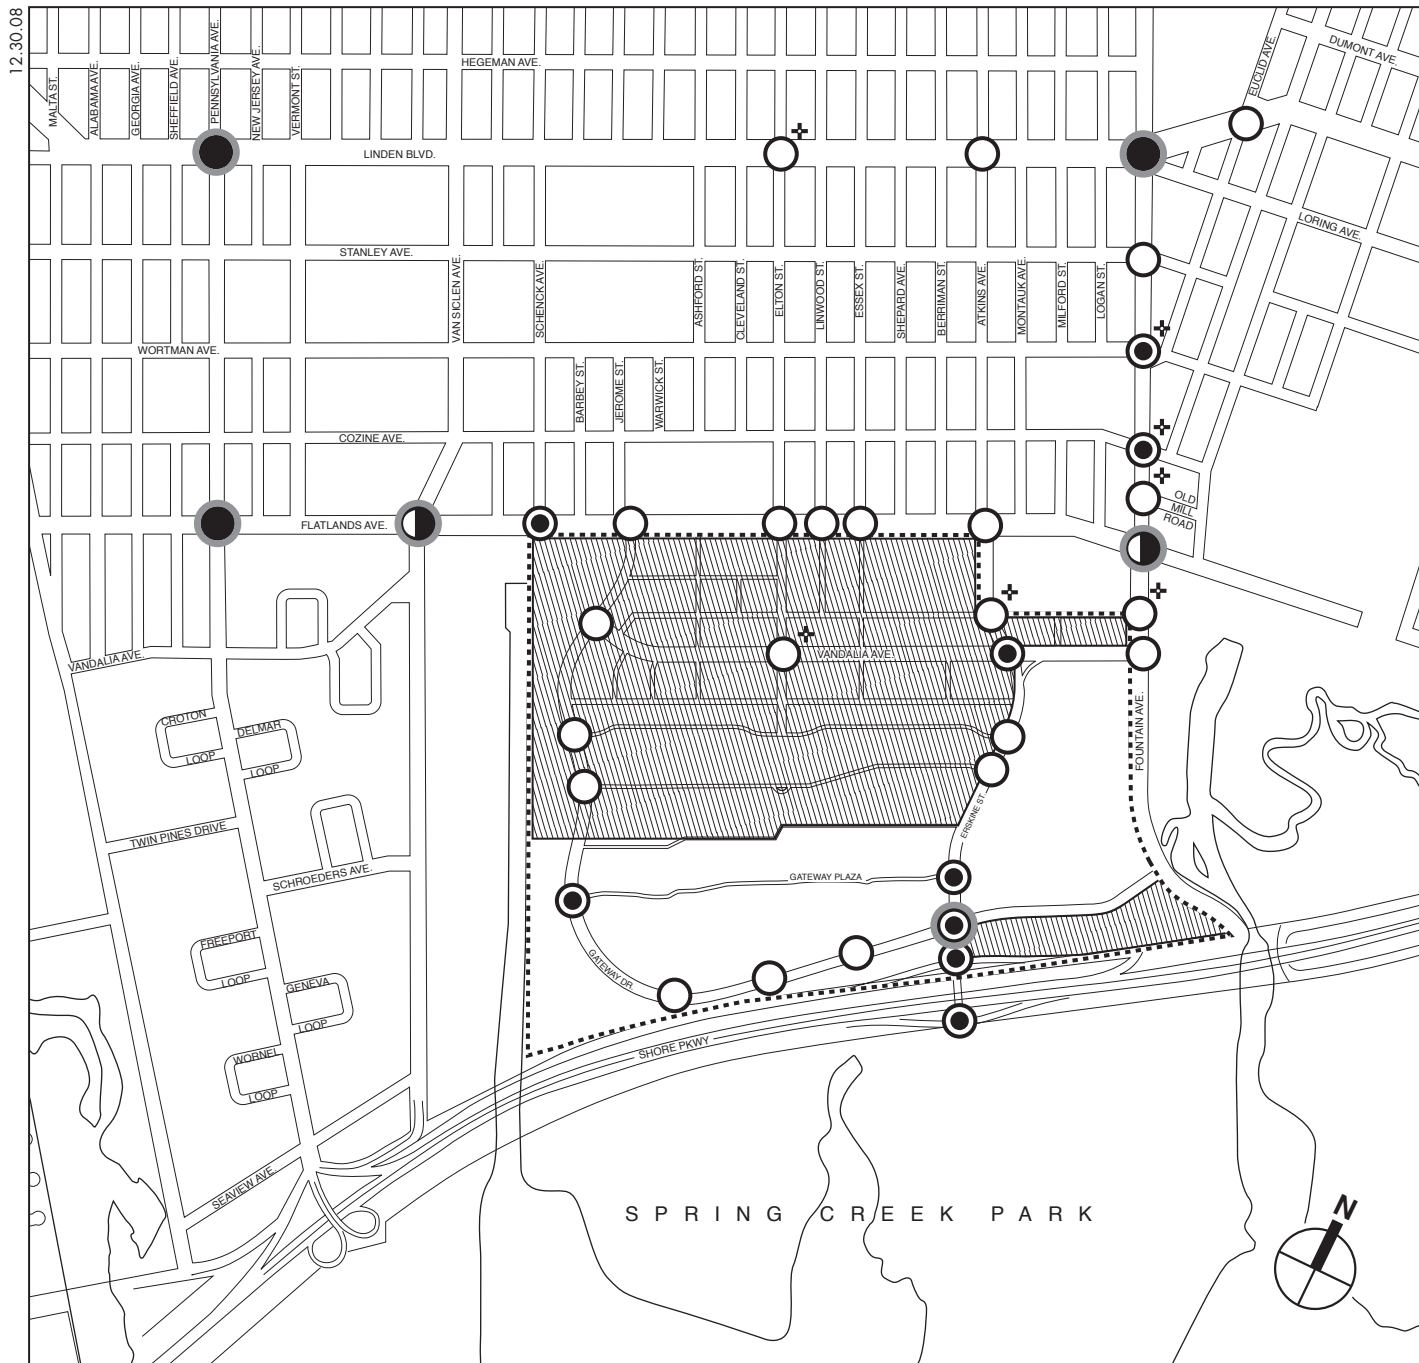 12.30.08
MALTA ST.
ALABAMA AVE.
GEORGIA AVE.
SHEFFIELD AVE.
PENNSYLVANIA AVE.
NEW JERSEY AVE.
VERMONT ST.
HEGEMAN AVE.
EUCLID AVE.
DUMONT AVE.
LINDEN BLVD.
LORING AVE.
STANLEY AVE.
VAN SICLEN AVE.
SCHENCK AVE.
ASHFORD ST.
CLEVELAND ST.
ELTON ST.
LINWOOD ST.
ESSEX ST.
SHEPARD AVE.
BERRIMAN ST.
ATKINS AVE.
MONTAUK AVE.
MILFORD ST.
LOGAN ST.
WORTMAN AVE.
BARBEY ST.
JEROME ST.
WARWICK ST.
COZINE AVE.
OLD
MILL
ROAD
FLATLANDS AVE.
VANDALIA AVE.
VANDALIA AVE.
FOUNTAIN AVE.
CROTON
LOOP
DELMAR
LOOP
ERSKINE ST.
TWIN PINES DRIVE
SCHROEDERS AVE.
GATEWAY PLAZA
FREEPORT
LOOP
GENEVA
LOOP
GATEWAY DR.
WORNEL
LOOP
SHORE PKWY
SEAVIEW AVE.
SPRING CREEK PARK
N